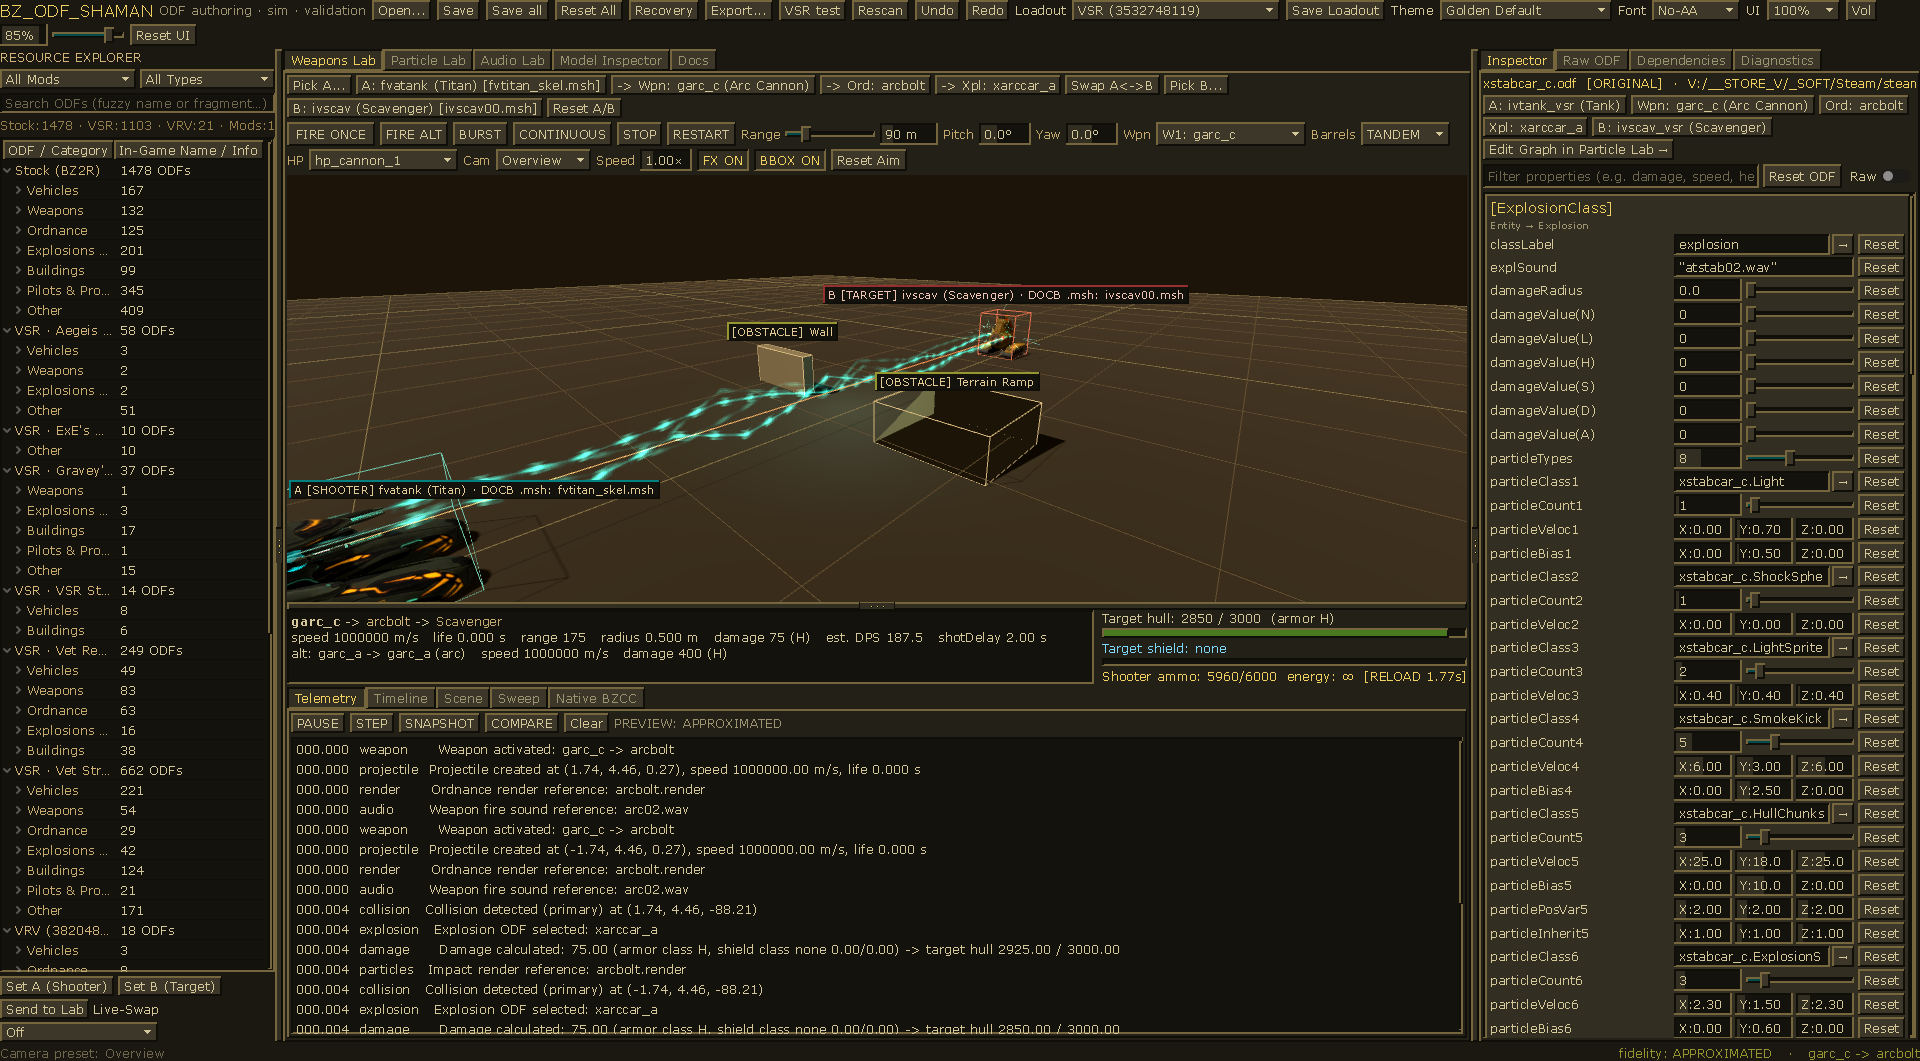 BZ_ODF_SHAMAN ODF authoring · sim · validation Open... Save Save all Reset All Recovery Export... VSR test Rescan Undo Redo Loadout VSR (3532748119) Save Loadout Theme Golden Default Font No-AA UI 100% Vol
85% Reset UI
RESOURCE EXPLORER
All Mods All Types
Search ODFs (fuzzy name or fragment...)
Stock:1478 · VSR:1103 · VRV:21 · Mods:1
ODF / Category In-Game Name / Info
Stock (BZ2R) 1478 ODFs
Vehicles 167
Weapons 132
Ordnance 125
Explosions ... 201
Buildings 99
Pilots & Pro... 345
Other 409
VSR · Aegeis ... 58 ODFs
Vehicles 3
Weapons 2
Explosions ... 2
Other 51
VSR · ExE's ... 10 ODFs
Other 10
VSR · Gravey'... 37 ODFs
Weapons 1
Explosions ... 3
Buildings 17
Pilots & Pro... 1
Other 15
VSR · VSR St... 14 ODFs
Vehicles 8
Buildings 6
VSR · Vet Re... 249 ODFs
Vehicles 49
Weapons 83
Ordnance 63
Explosions ... 16
Buildings 38
VSR · Vet Str... 662 ODFs
Vehicles 221
Weapons 54
Ordnance 29
Explosions ... 42
Buildings 124
Pilots & Pro... 21
Other 171
VRV (382048... 18 ODFs
Vehicles 3
Ordnance 9
Set A (Shooter) Set B (Target)
Send to Lab Live-Swap
Off
Camera preset: Overview
Weapons Lab Particle Lab Audio Lab Model Inspector Docs
Pick A... A: fvatank (Titan) [fvtitan_skel.msh] -> Wpn: garc_c (Arc Cannon) -> Ord: arcbolt -> Xpl: xarccar_a Swap A<->B Pick B...
B: ivscav (Scavenger) [ivscav00.msh] Reset A/B
FIRE ONCE FIRE ALT BURST CONTINUOUS STOP RESTART Range 90 m Pitch 0.0° Yaw 0.0° Wpn W1: garc_c Barrels TANDEM
HP hp_cannon_1 Cam Overview Speed 1.00× FX ON BBOX ON Reset Aim
B [TARGET] ivscav (Scavenger) · DOCB .msh: ivscav00.msh
[OBSTACLE] Wall
[OBSTACLE] Terrain Ramp
A [SHOOTER] fvatank (Titan) · DOCB .msh: fvtitan_skel.msh
garc_c -> arcbolt -> Scavenger
speed 1000000 m/s life 0.000 s range 175 radius 0.500 m damage 75 (H) est. DPS 187.5 shotDelay 2.00 s
alt: garc_a -> garc_a (arc) speed 1000000 m/s damage 400 (H)
Target hull: 2850 / 3000 (armor H)
Target shield: none
Shooter ammo: 5960/6000 energy: ∞ [RELOAD 1.77s]
Telemetry Timeline Scene Sweep Native BZCC
PAUSE STEP SNAPSHOT COMPARE Clear PREVIEW: APPROXIMATED
000.000 weapon Weapon activated: garc_c -> arcbolt
000.000 projectile Projectile created at (1.74, 4.46, 0.27), speed 1000000.00 m/s, life 0.000 s
000.000 render Ordnance render reference: arcbolt.render
000.000 audio Weapon fire sound reference: arc02.wav
000.000 weapon Weapon activated: garc_c -> arcbolt
000.000 projectile Projectile created at (-1.74, 4.46, 0.27), speed 1000000.00 m/s, life 0.000 s
000.000 render Ordnance render reference: arcbolt.render
000.000 audio Weapon fire sound reference: arc02.wav
000.004 collision Collision detected (primary) at (1.74, 4.46, -88.21)
000.004 explosion Explosion ODF selected: xarccar_a
000.004 damage Damage calculated: 75.00 (armor class H, shield class none 0.00/0.00) -> target hull 2925.00 / 3000.00
000.004 particles Impact render reference: arcbolt.render
000.004 collision Collision detected (primary) at (-1.74, 4.46, -88.21)
000.004 explosion Explosion ODF selected: xarccar_a
000.004 damage Damage calculated: 75.00 (armor class H, shield class none 0.00/0.00) -> target hull 2850.00 / 3000.00
Inspector Raw ODF Dependencies Diagnostics
xstabcar_c.odf [ORIGINAL] · V:/__STORE_V/_SOFT/Steam/steam
A: ivtank_vsr (Tank) Wpn: garc_c (Arc Cannon) Ord: arcbolt
Xpl: xarccar_a B: ivscav_vsr (Scavenger)
Edit Graph in Particle Lab →
Filter properties (e.g. damage, speed, he Reset ODF Raw
[ExplosionClass]
Entity → Explosion
classLabel explosion → Reset
explSound "atstab02.wav" Reset
damageRadius 0.0 Reset
damageValue(N) 0 Reset
damageValue(L) 0 Reset
damageValue(H) 0 Reset
damageValue(S) 0 Reset
damageValue(D) 0 Reset
damageValue(A) 0 Reset
particleTypes 8 Reset
particleClass1 xstabcar_c.Light → Reset
particleCount1 1 Reset
particleVeloc1 X:0.00 Y:0.70 Z:0.00 Reset
particleBias1 X:0.00 Y:0.50 Z:0.00 Reset
particleClass2 xstabcar_c.ShockSphe → Reset
particleCount2 1 Reset
particleVeloc2 X:0.00 Y:0.00 Z:0.00 Reset
particleClass3 xstabcar_c.LightSprite → Reset
particleCount3 2 Reset
particleVeloc3 X:0.40 Y:0.40 Z:0.40 Reset
particleClass4 xstabcar_c.SmokeKick → Reset
particleCount4 5 Reset
particleVeloc4 X:6.00 Y:3.00 Z:6.00 Reset
particleBias4 X:0.00 Y:2.50 Z:0.00 Reset
particleClass5 xstabcar_c.HullChunks → Reset
particleCount5 3 Reset
particleVeloc5 X:25.0 Y:18.0 Z:25.0 Reset
particleBias5 X:0.00 Y:10.0 Z:0.00 Reset
particlePosVar5 X:2.00 Y:2.00 Z:2.00 Reset
particleInherit5 X:1.00 Y:1.00 Z:1.00 Reset
particleClass6 xstabcar_c.ExplosionS → Reset
particleCount6 3 Reset
particleVeloc6 X:2.30 Y:1.50 Z:2.30 Reset
particleBias6 X:0.00 Y:0.60 Z:0.00 Reset
fidelity: APPROXIMATED · garc_c -> arcbolt